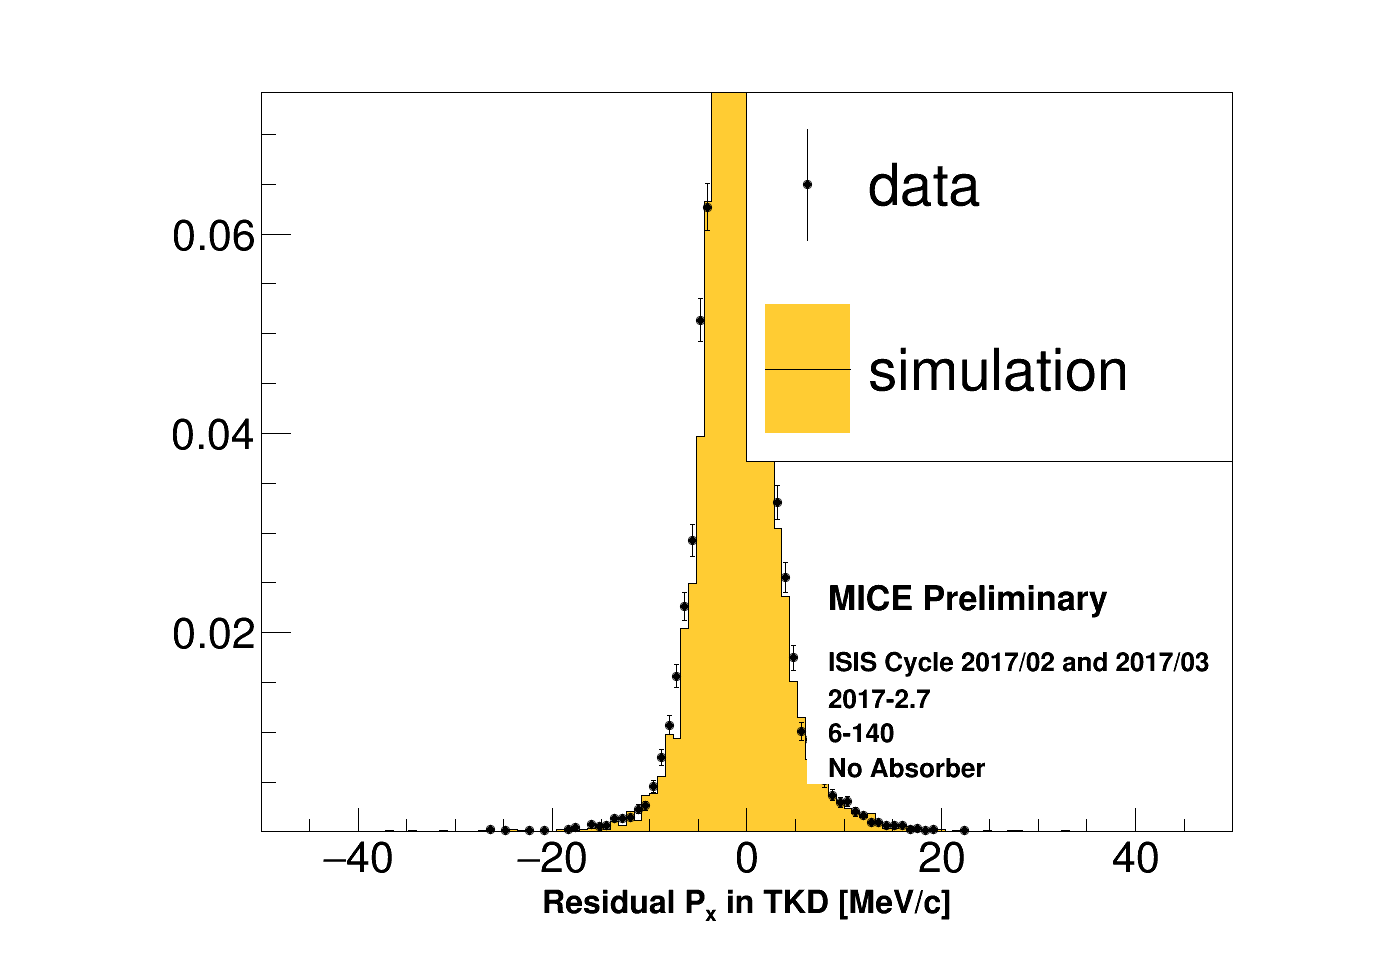 data
0.06
simulation
0.04
MICE Preliminary
0.02
ISIS Cycle 2017/02 and 2017/03
2017-2.7
6-140
No Absorber
−40 −20 0 20 40
Residual Px in TKD [MeV/c]